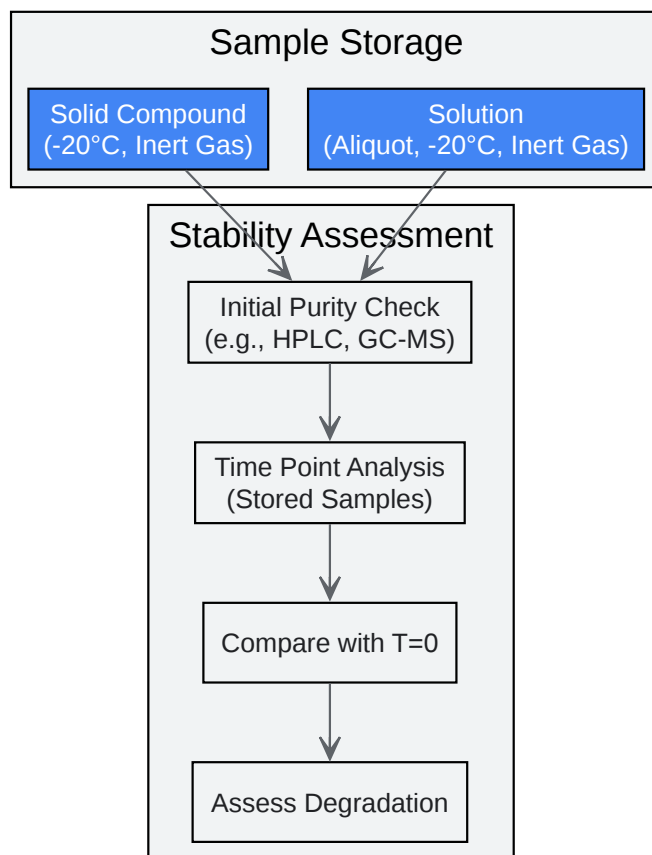 Sample Storage
Solid Compound
(-20°C, Inert Gas)
Solution
(Aliquot, -20°C, Inert Gas)
Stability Assessment
Initial Purity Check
(e.g., HPLC, GC-MS)
Time Point Analysis
(Stored Samples)
Compare with T=0
Assess Degradation